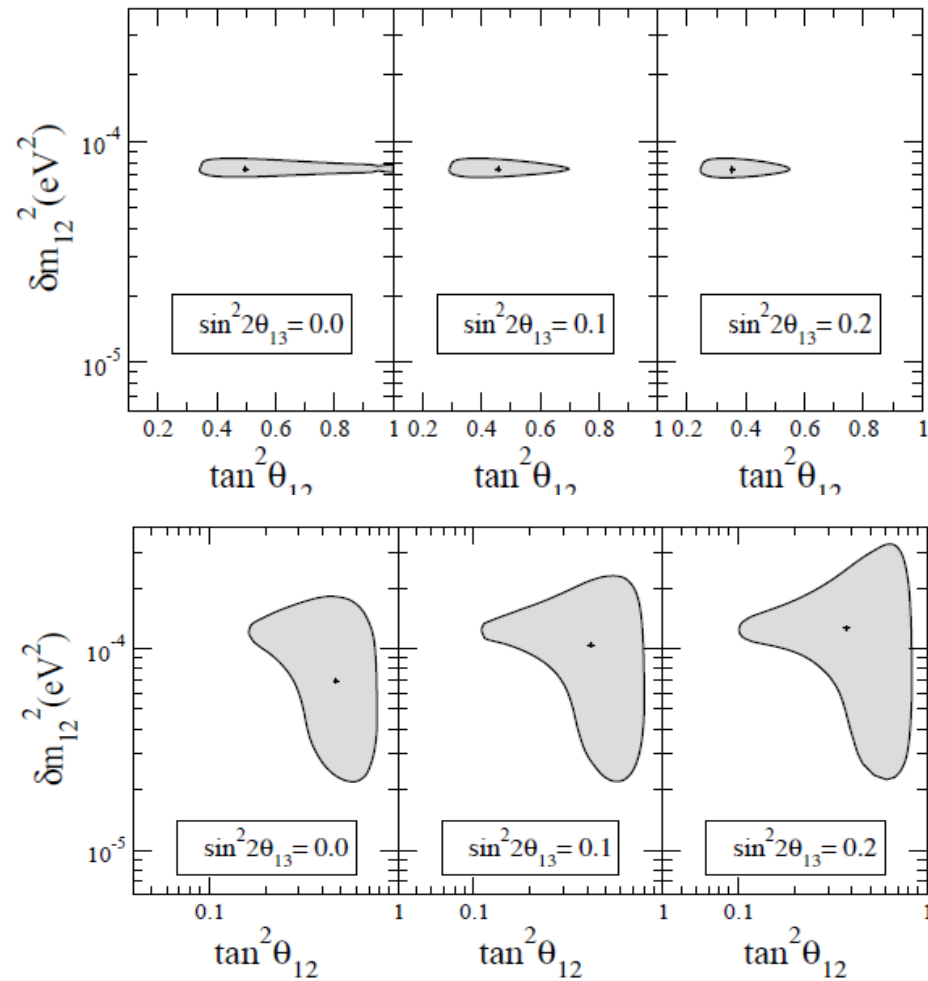 δm₁₂²(eV²)
10⁻⁴
10⁻⁵
sin²2θ₁₃= 0.0
sin²2θ₁₃= 0.1
sin²2θ₁₃= 0.2
0.2 0.4 0.6 0.8 1 0.2 0.4 0.6 0.8 1 0.2 0.4 0.6 0.8 1
tan²θ₁₂ tan²θ₁₂ tan²θ₁₂
δm₁₂²(eV²)
10⁻⁴
10⁻⁵
sin²2θ₁₃= 0.0
sin²2θ₁₃= 0.1
sin²2θ₁₃= 0.2
0.1 1 0.1 1 0.1 1
tan²θ₁₂ tan²θ₁₂ tan²θ₁₂